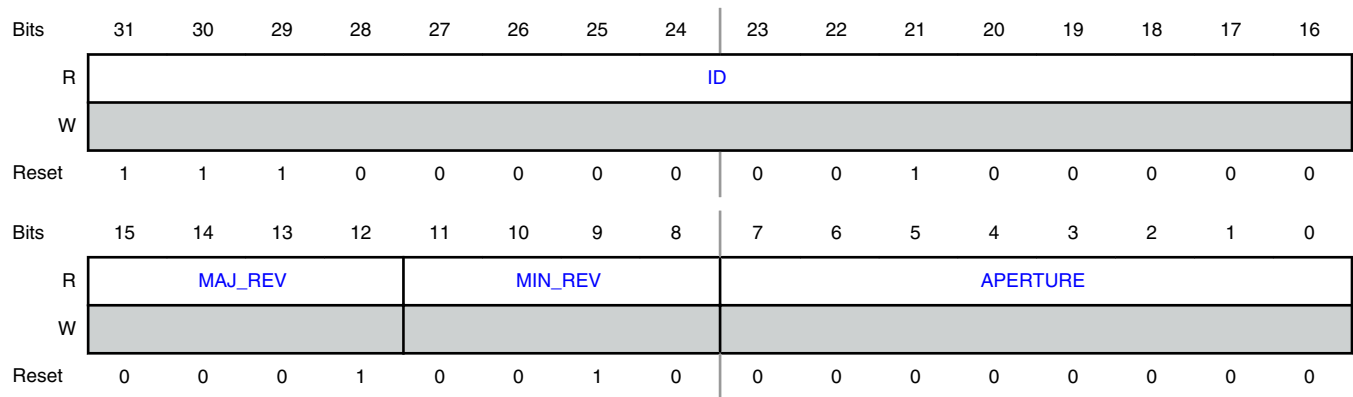 Bits 31 30 29 28 27 26 25 24 23 22 21 20 19 18 17 16
R ID
W
Reset 1 1 1 0 0 0 0 0 0 0 1 0 0 0 0 0
Bits 15 14 13 12 11 10 9 8 7 6 5 4 3 2 1 0
R MAJ_REV MIN_REV APERTURE
W
Reset 0 0 0 1 0 0 1 0 0 0 0 0 0 0 0 0